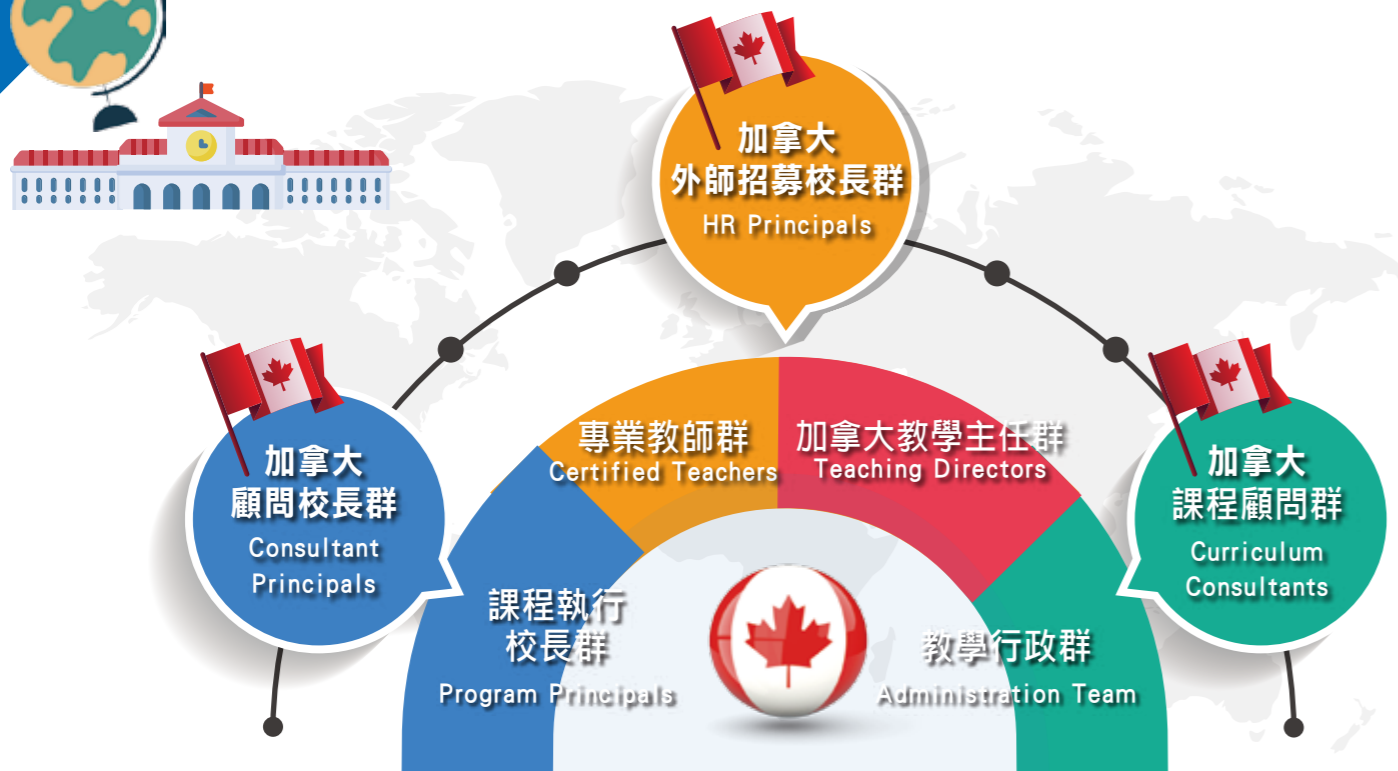 加拿大
外師招募校長群
HR Principals
加拿大
顧問校長群
Consultant
Principals
加拿大
課程顧問群
Curriculum
Consultants
專業教師群
Certified Teachers
加拿大教學主任群
Teaching Directors
課程執行
校長群
Program Principals
教學行政群
Administration Team